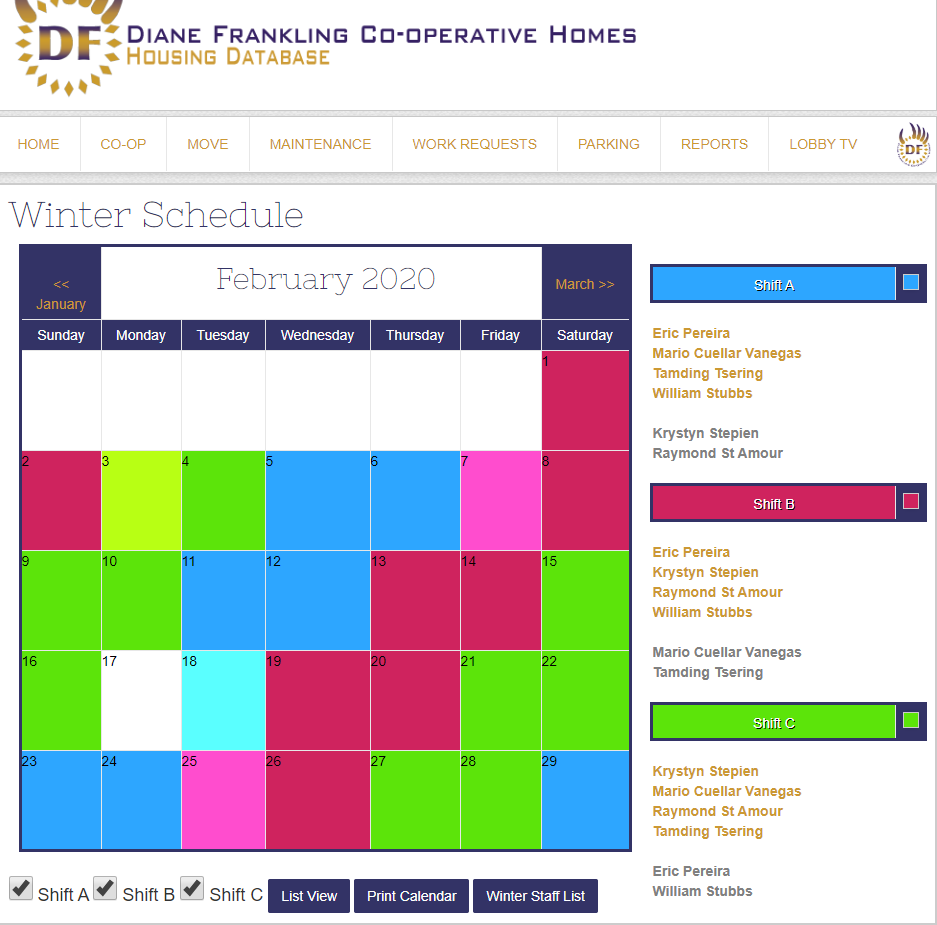 DF
DIANE FRANKLING CO-OPERATIVE HOMES
HOUSING DATABASE
HOME CO-OP MOVE MAINTENANCE WORK REQUESTS PARKING REPORTS LOBBY TV DF
Winter Schedule
<< January February 2020 March >>
Sunday Monday Tuesday Wednesday Thursday Friday Saturday
1
2 3 4 5 6 7 8
9 10 11 12 13 14 15
16 17 18 19 20 21 22
23 24 25 26 27 28 29
Shift A Shift B Shift C List View Print Calendar Winter Staff List
Shift A
Eric Pereira
Mario Cuellar Vanegas
Tamding Tsering
William Stubbs
Krystyn Stepien
Raymond St Amour
Shift B
Eric Pereira
Krystyn Stepien
Raymond St Amour
William Stubbs
Mario Cuellar Vanegas
Tamding Tsering
Shift C
Krystyn Stepien
Mario Cuellar Vanegas
Raymond St Amour
Tamding Tsering
Eric Pereira
William Stubbs